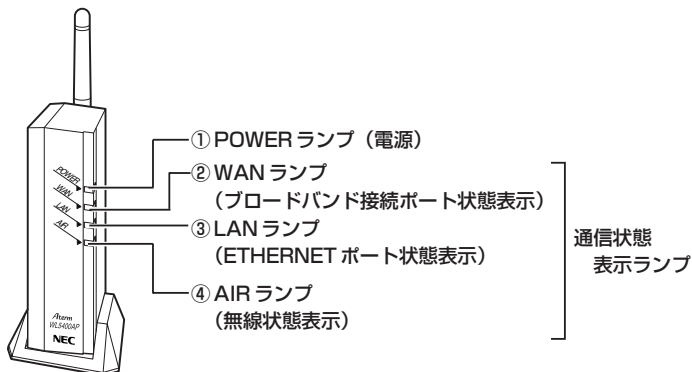 ① POWER ランプ（電源）
② WAN ランプ
（ブロードバンド接続ポート状態表示）
③ LAN ランプ
（ETHERNET ポート状態表示）
④ AIR ランプ
（無線状態表示）
通信状態
表示ランプ
POWER
WAN
LAN
AIR
Aterm
WL5400AP
NEC